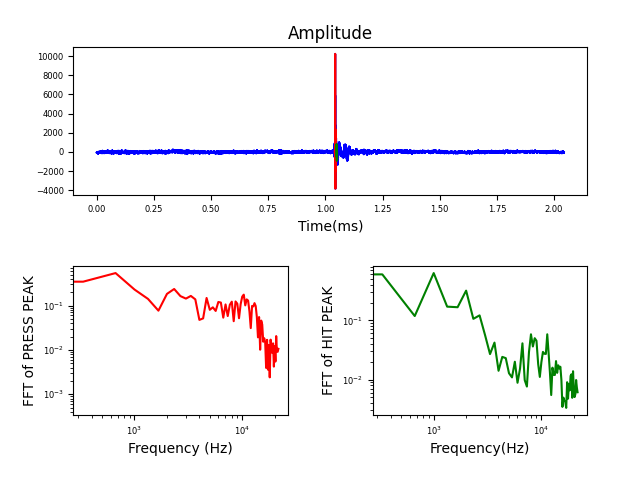 Amplitude
10000
8000
6000
4000
2000
0
−2000
−4000
0.00 0.25 0.50 0.75 1.00 1.25 1.50 1.75 2.00
Time(ms)
FFT of PRESS PEAK
10⁻¹
10⁻²
10⁻³
10³ 10⁴
Frequency (Hz)
FFT of HIT PEAK
10⁻¹
10⁻²
10³ 10⁴
Frequency(Hz)